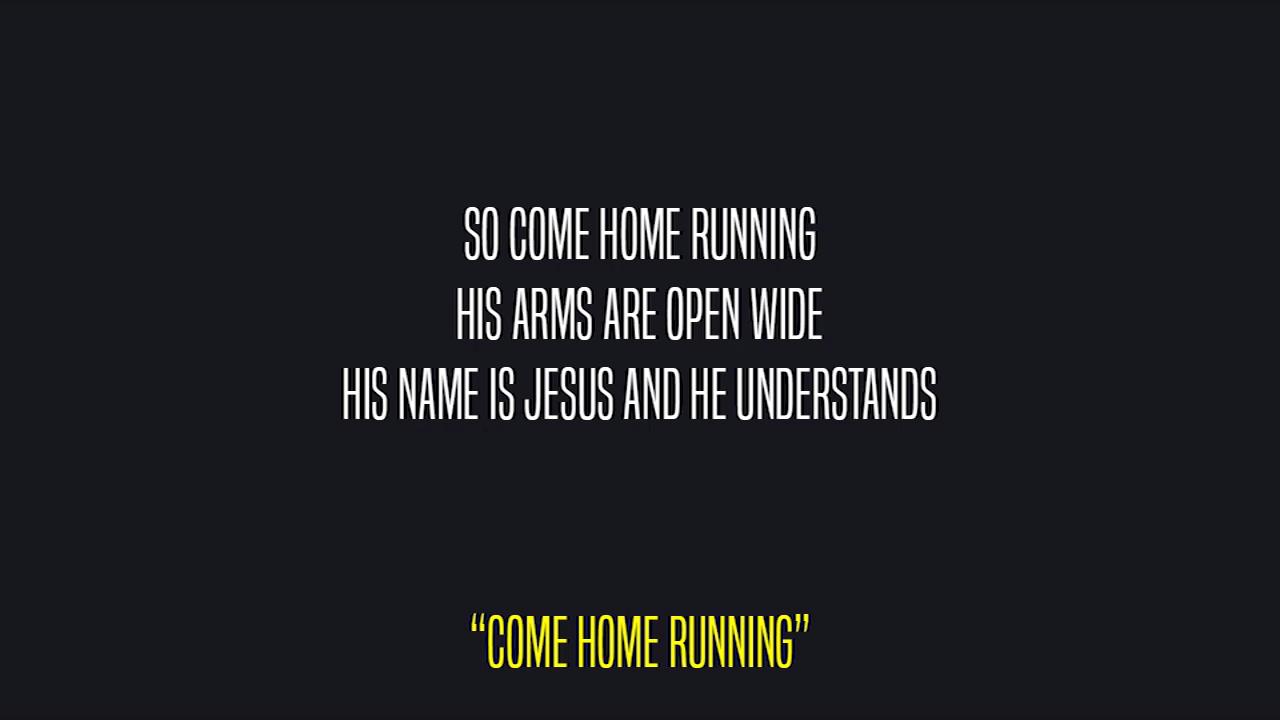 SO COME HOME RUNNING
HIS ARMS ARE OPEN WIDE
HIS NAME IS JESUS AND HE UNDERSTANDS
“COME HOME RUNNING”